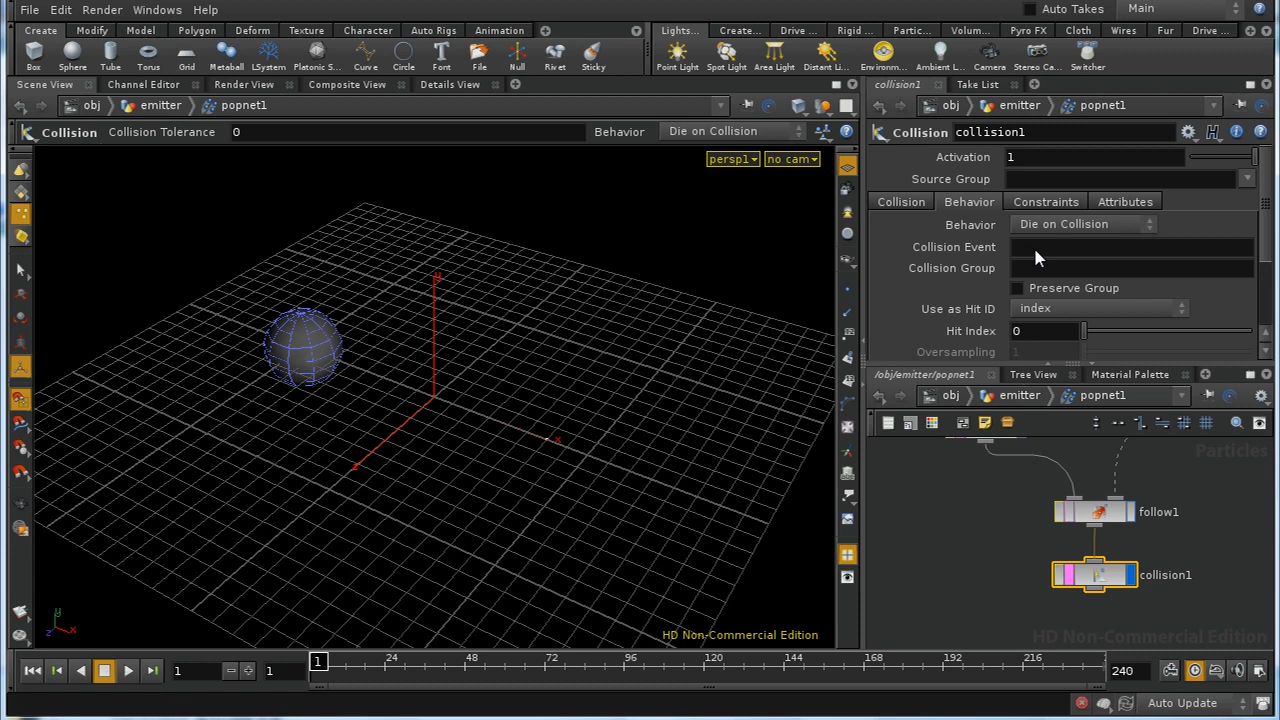 File Edit Render Windows Help Auto Takes Main
Create Modify Model Polygon Deform Texture Character Auto Rigs Animation Lights... Create... Drive ... Rigid ... Partic... Volum... Pyro FX Cloth Wires Fur Drive ...
Box Sphere Tube Torus Grid Metaball LSystem Platonic S... Curve Circle Font File Null Rivet Sticky Point Light Spot Light Area Light Distant Li... Environm... Ambient L... Camera Stereo Ca... Switcher
Scene View Channel Editor Render View Composite View Details View collision1 Take List
obj emitter popnet1 obj emitter popnet1
Collision Collision Tolerance 0 Behavior Die on Collision Collision collision1
persp1 no cam
Activation 1
Source Group
Collision Behavior Constraints Attributes
Behavior Die on Collision
Collision Event
Collision Group
Preserve Group
Use as Hit ID index
Hit Index 0
Oversampling 1
/obj/emitter/popnet1 Tree View Material Palette
obj emitter popnet1
Particles
follow1
collision1
y
x
z
y
z x
HD Non-Commercial Edition HD Non-Commercial Edition
1 1 1 24 48 72 96 120 144 168 192 216 240
Auto Update